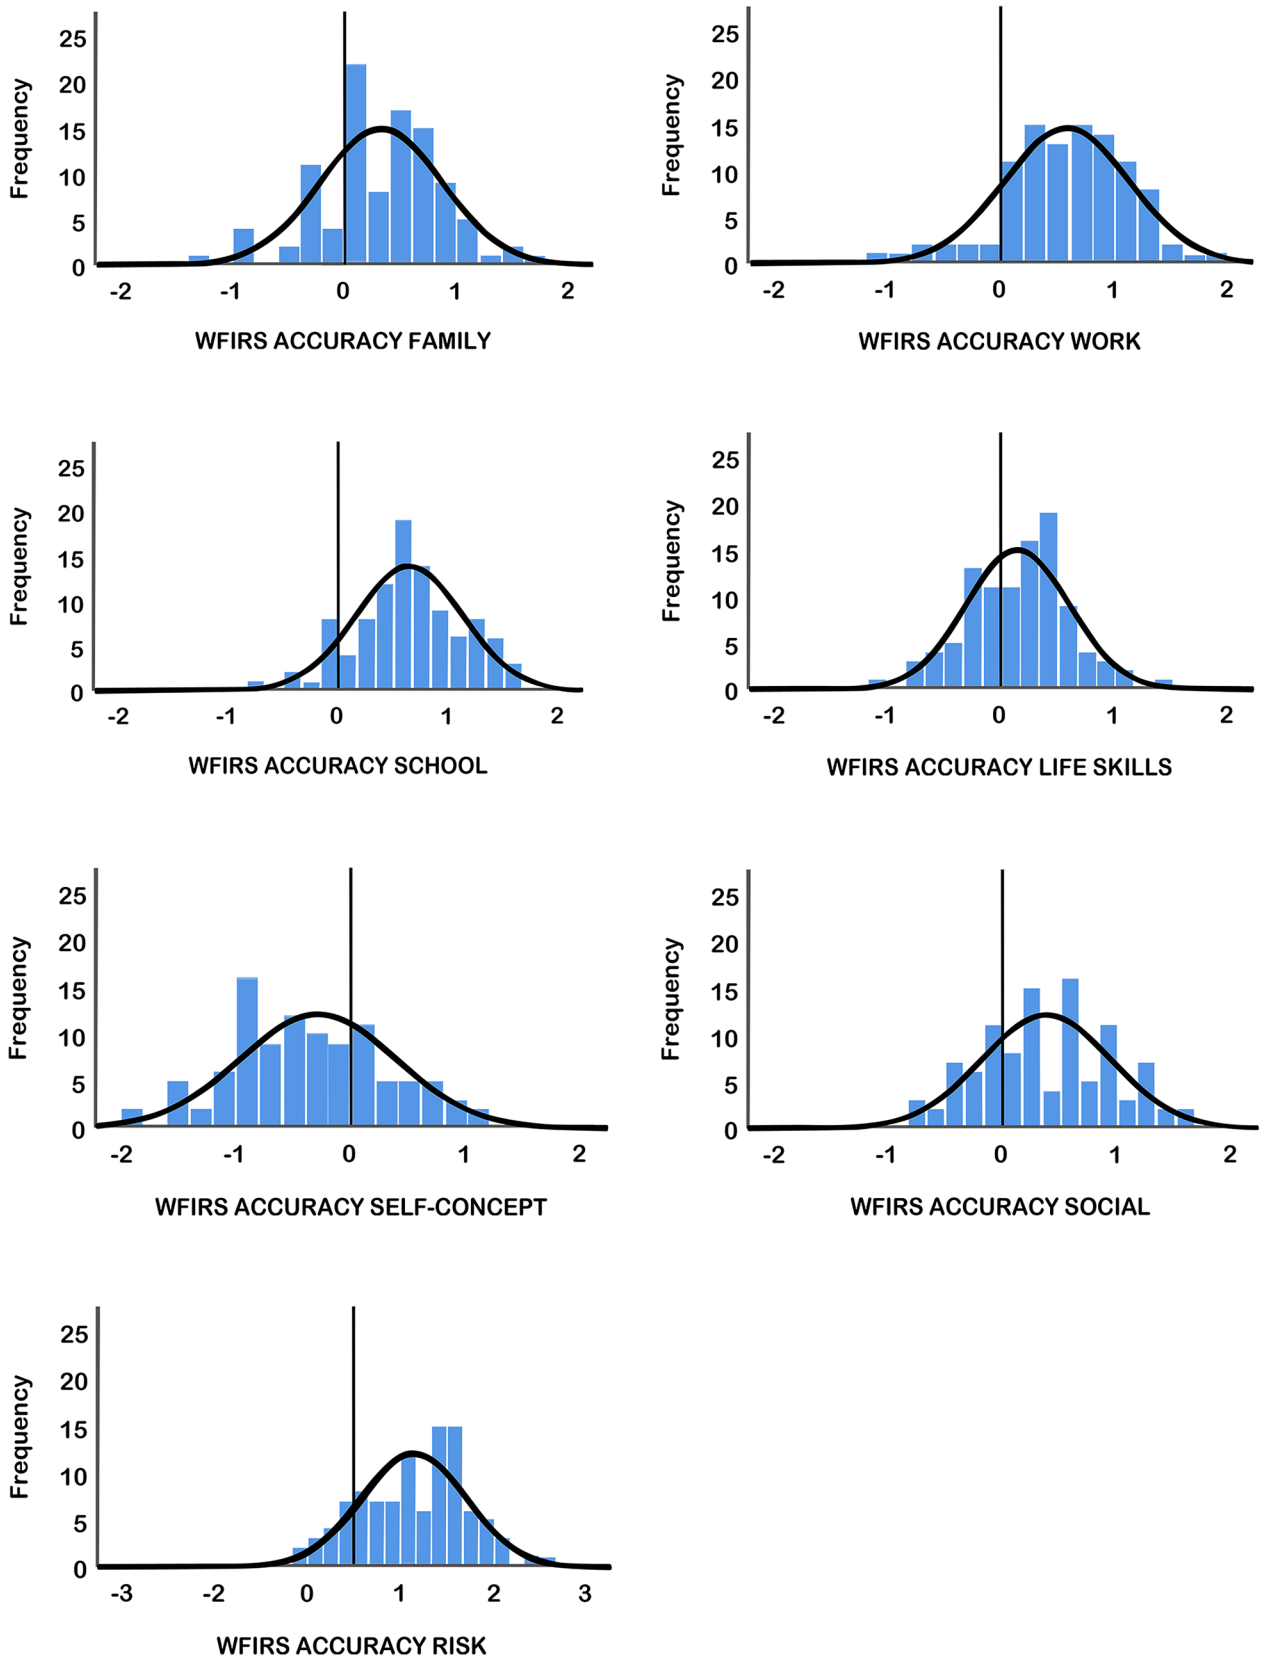 25
20
15
10
5
0
Frequency
-2 -1 0 1 2
WFIRS ACCURACY FAMILY
25
20
15
10
5
0
Frequency
-2 -1 0 1 2
WFIRS ACCURACY WORK
25
20
15
10
5
0
Frequency
-2 -1 0 1 2
WFIRS ACCURACY SCHOOL
25
20
15
10
5
0
Frequency
-2 -1 0 1 2
WFIRS ACCURACY LIFE SKILLS
25
20
15
10
5
0
Frequency
-2 -1 0 1 2
WFIRS ACCURACY SELF-CONCEPT
25
20
15
10
5
0
Frequency
-2 -1 0 1 2
WFIRS ACCURACY SOCIAL
25
20
15
10
5
0
Frequency
-3 -2 0 1 2 3
WFIRS ACCURACY RISK